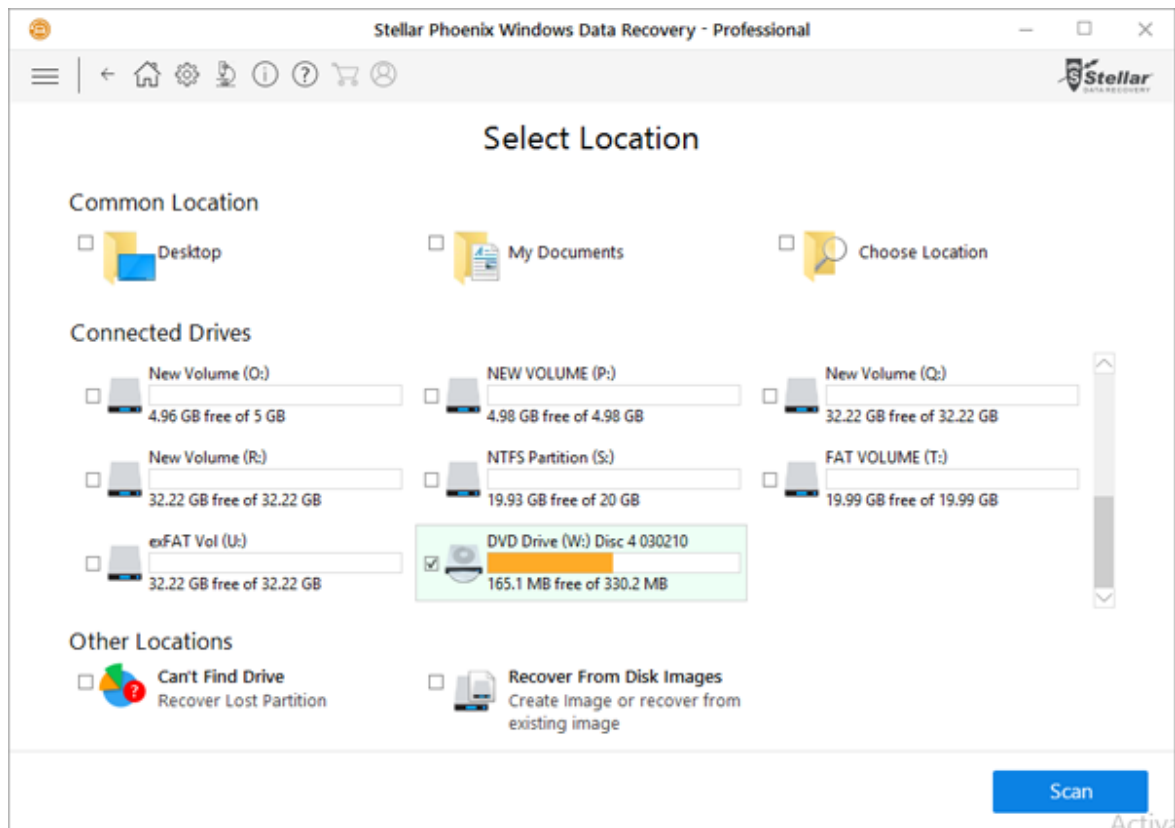 Stellar Phoenix Windows Data Recovery - Professional
Stellar
DATA RECOVERY
Select Location
Common Location
Desktop
My Documents
Choose Location
Connected Drives
New Volume (O:)
4.96 GB free of 5 GB
NEW VOLUME (P:)
4.98 GB free of 4.98 GB
New Volume (Q:)
32.22 GB free of 32.22 GB
New Volume (R:)
32.22 GB free of 32.22 GB
NTFS Partition (S:)
19.93 GB free of 20 GB
FAT VOLUME (T:)
19.99 GB free of 19.99 GB
exFAT Vol (U:)
32.22 GB free of 32.22 GB
DVD Drive (W:) Disc 4 030210
165.1 MB free of 330.2 MB
Other Locations
Can't Find Drive
Recover Lost Partition
Recover From Disk Images
Create Image or recover from
existing image
Scan
Activa